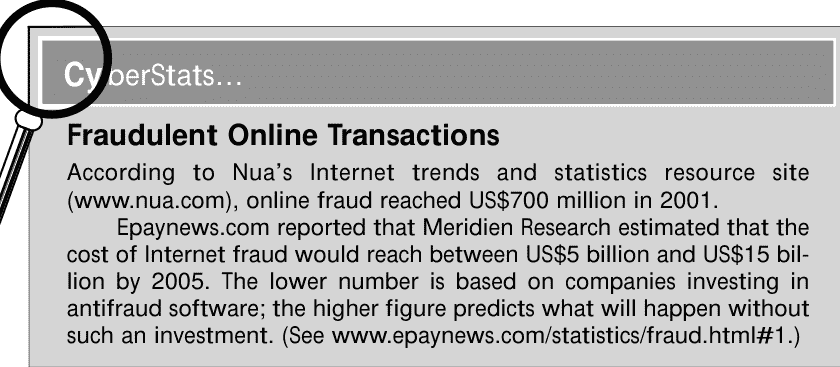 CyberStats...
Fraudulent Online Transactions
According to Nua's Internet trends and statistics resource site
(www.nua.com), online fraud reached US$700 million in 2001.
Epaynews.com reported that Meridien Research estimated that the
cost of Internet fraud would reach between US$5 billion and US$15 bil-
lion by 2005. The lower number is based on companies investing in
antifraud software; the higher figure predicts what will happen without
such an investment. (See www.epaynews.com/statistics/fraud.html#1.)